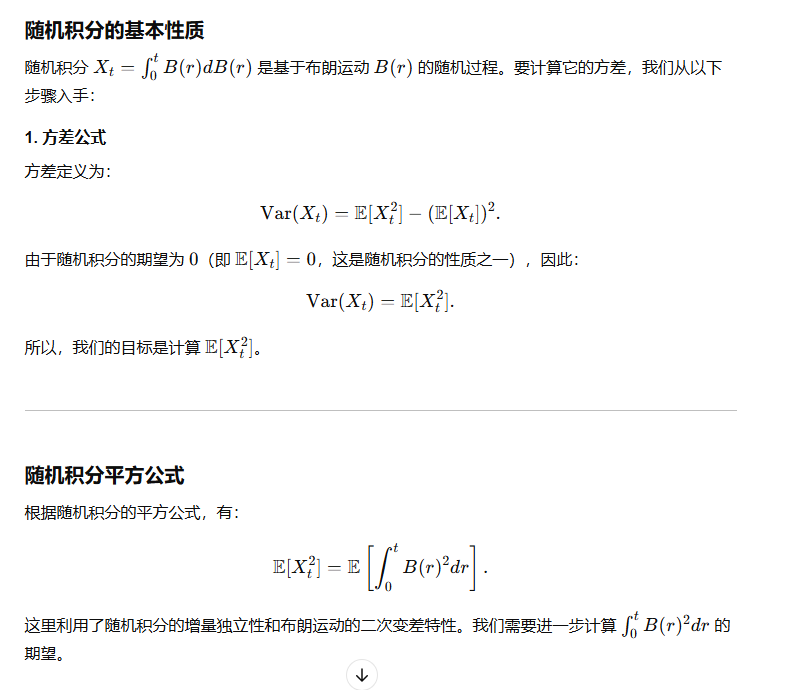 随机积分的基本性质
随机积分 $X_t = \int_0^t B(r)dB(r)$ 是基于布朗运动 $B(r)$ 的随机过程。要计算它的方差，我们从以下
步骤入手：
1. 方差公式
方差定义为：
$\mathrm{Var}(X_t) = \mathbb{E}[X_t^2] - (\mathbb{E}[X_t])^2.$
由于随机积分的期望为 $0$（即 $\mathbb{E}[X_t] = 0$，这是随机积分的性质之一），因此：
$\mathrm{Var}(X_t) = \mathbb{E}[X_t^2].$
所以，我们的目标是计算 $\mathbb{E}[X_t^2]$。
随机积分平方公式
根据随机积分的平方公式，有：
$\mathbb{E}[X_t^2] = \mathbb{E}\left[\int_0^t B(r)^2 dr\right].$
这里利用了随机积分的增量独立性和布朗运动的二次变差特性。我们需要进一步计算 $\int_0^t B(r)^2 dr$ 的
期望。